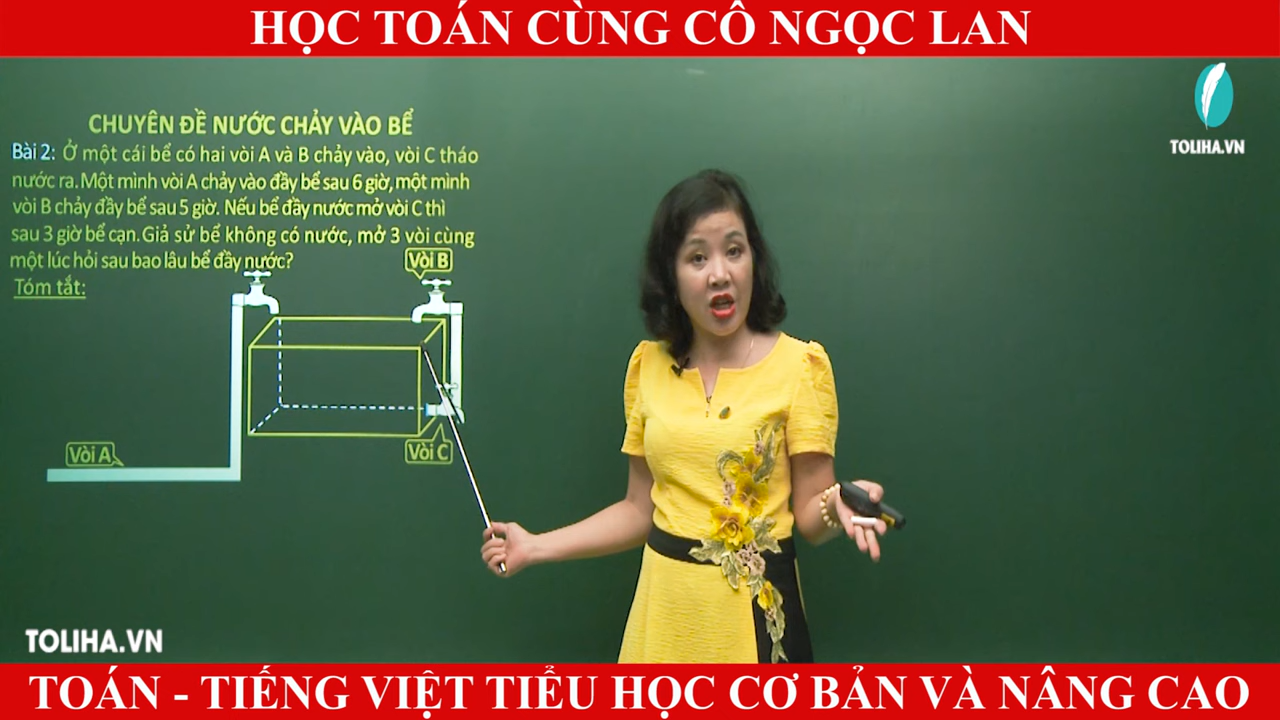 HỌC TOÁN CÙNG CÔ NGỌC LAN
TOLIHA.VN
CHUYÊN ĐỀ NƯỚC CHẢY VÀO BỂ
Bài 2: Ở một cái bể có hai vòi A và B chảy vào, vòi C tháo
nước ra. Một mình vòi A chảy vào đầy bể sau 6 giờ, một mình
vòi B chảy đầy bể sau 5 giờ. Nếu bể đầy nước mở vòi C thì
sau 3 giờ bể cạn. Giả sử bể không có nước, mở 3 vòi cùng
một lúc hỏi sau bao lâu bể đầy nước?
Tóm tắt:
Vòi B
Vòi A
Vòi C
TOLIHA.VN
TOÁN - TIẾNG VIỆT TIỂU HỌC CƠ BẢN VÀ NÂNG CAO